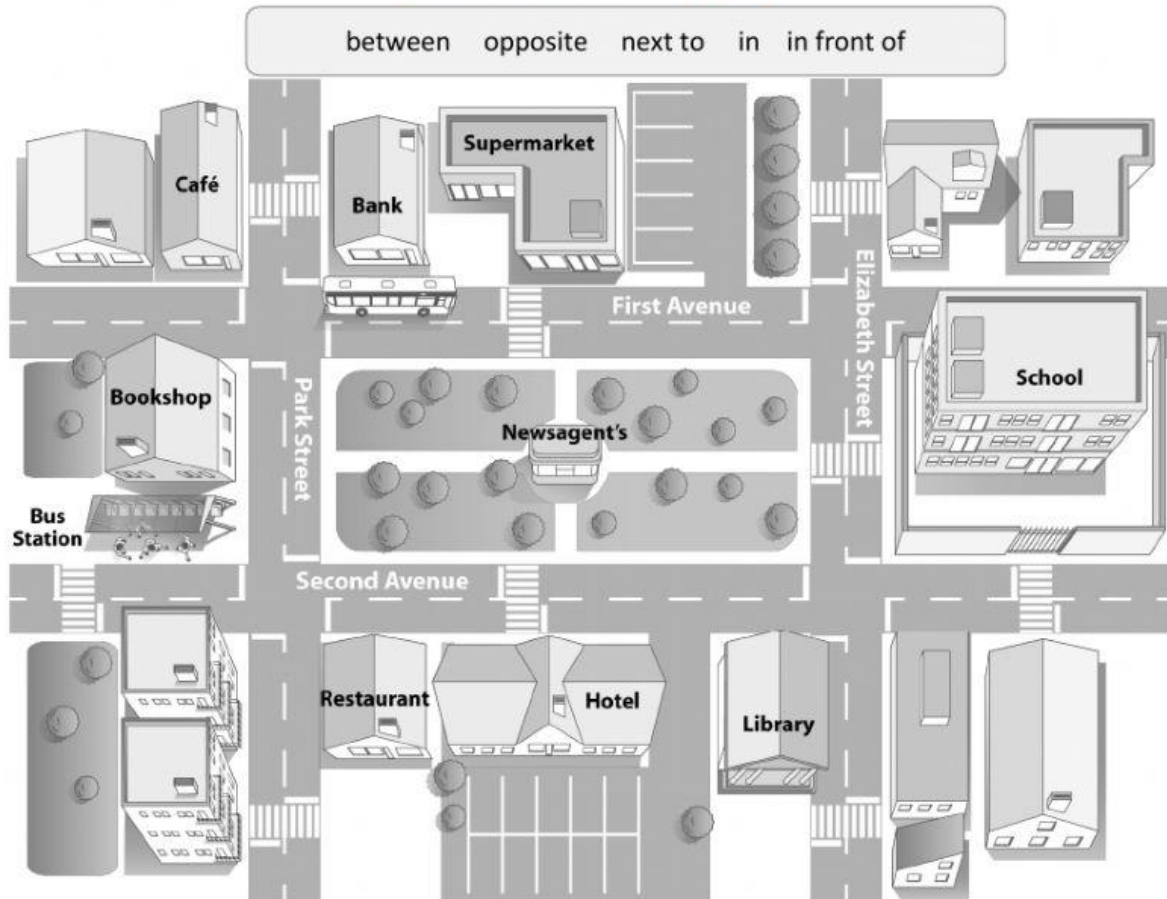 between opposite next to in in front of
Supermarket
Café
Bank
First Avenue
Elizabeth Street
Bookshop
Park Street
School
Newsagent's
Bus
Station
Second Avenue
Restaurant
Hotel
Library